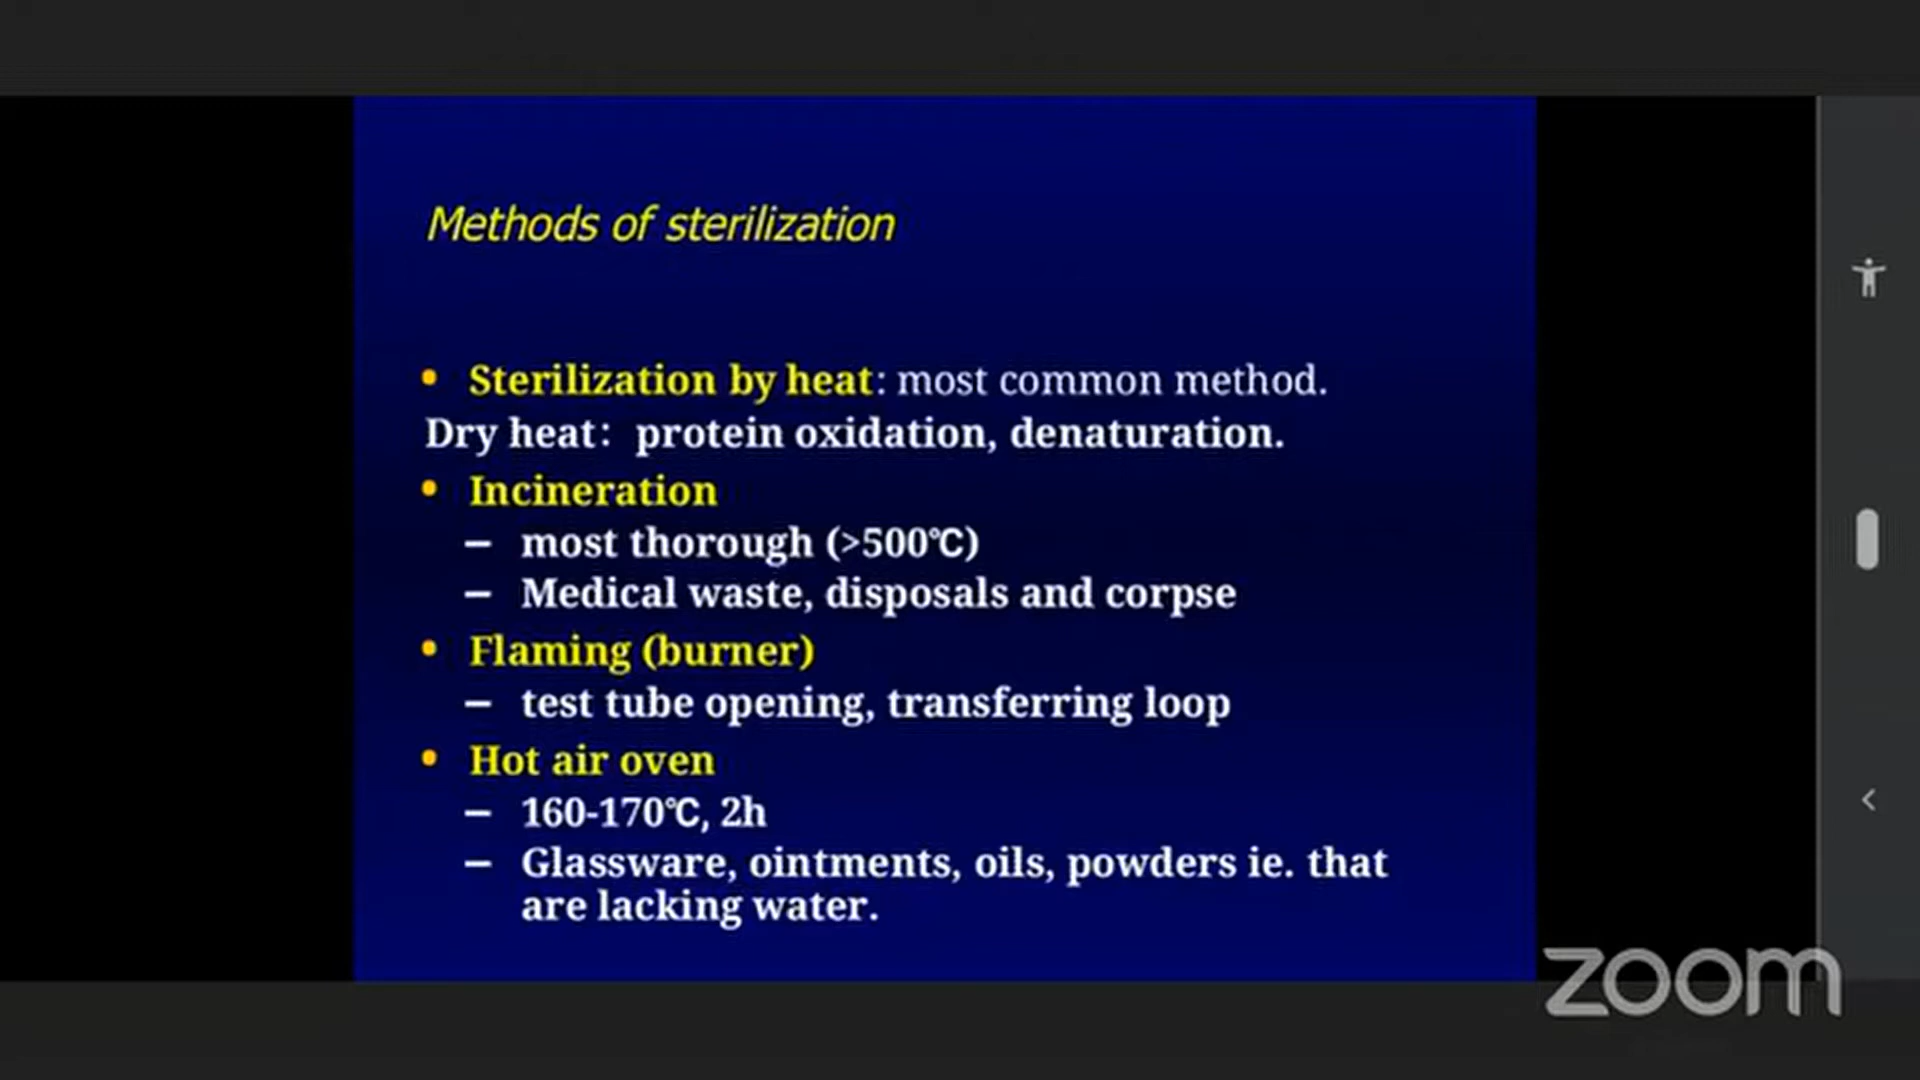 Methods of sterilization
• Sterilization by heat: most common method.
Dry heat: protein oxidation, denaturation.
• Incineration
– most thorough (>500℃)
– Medical waste, disposals and corpse
• Flaming (burner)
– test tube opening, transferring loop
• Hot air oven
– 160-170℃, 2h
– Glassware, ointments, oils, powders ie. that
are lacking water.
zoom